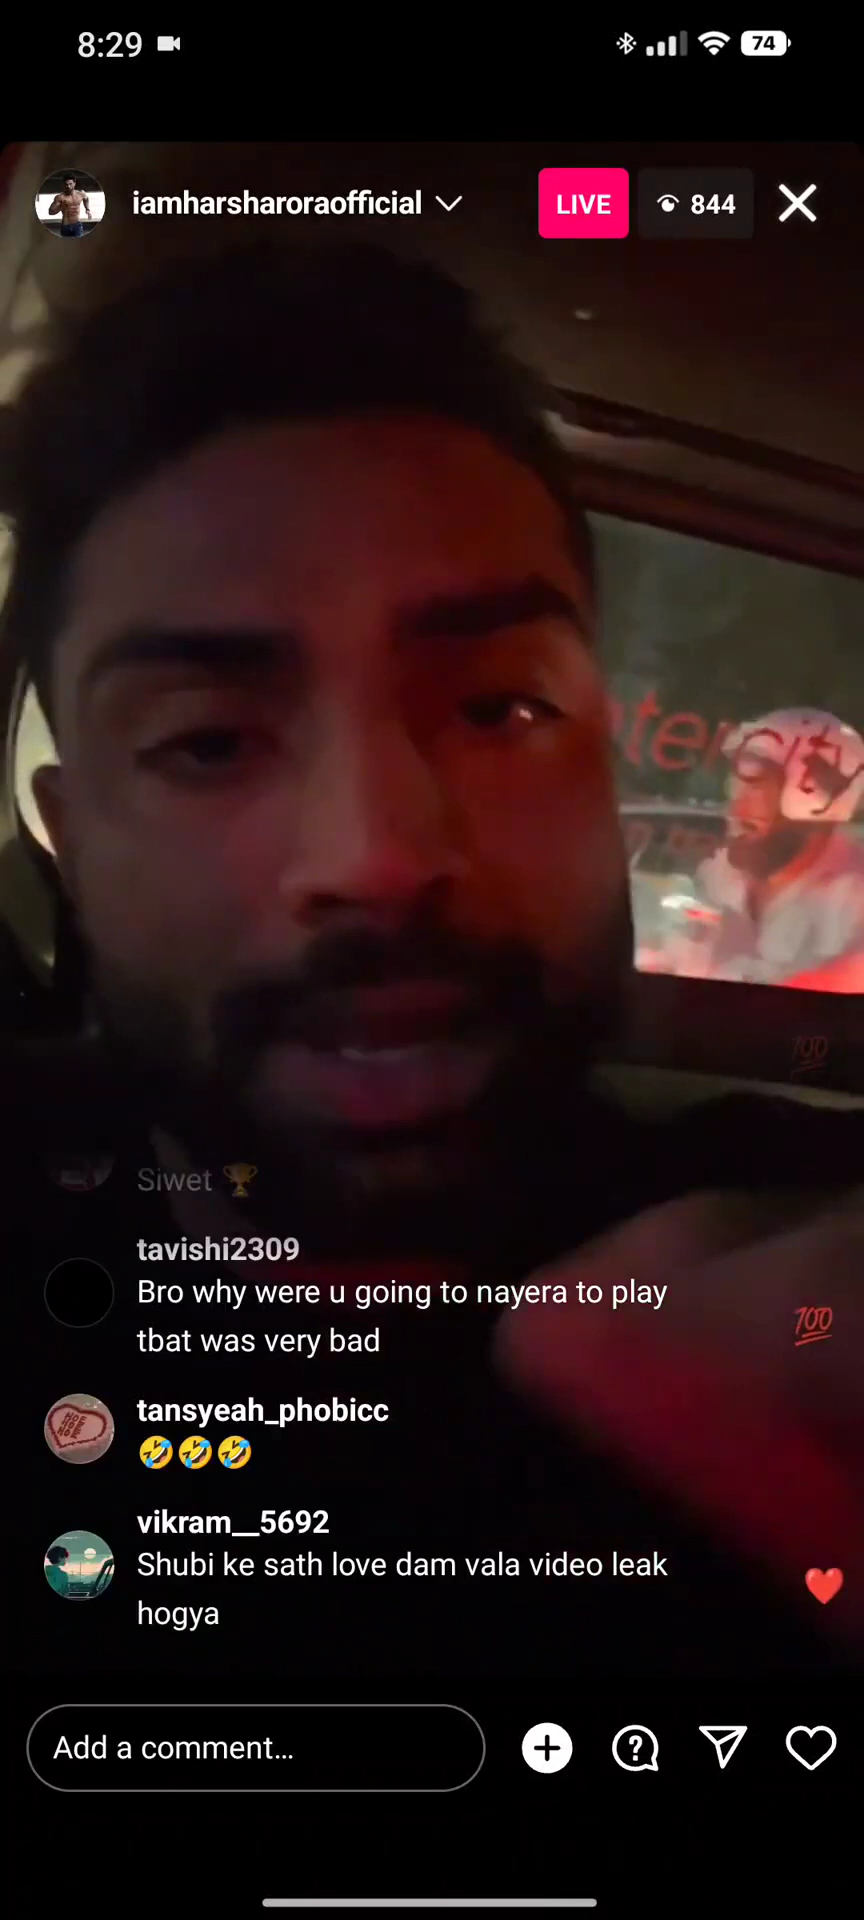 8:29
74
iamharsharoraofficial
LIVE
844
tercity
Siwet 🏆
tavishi2309
Bro why were u going to nayera to play
tbat was very bad
tansyeah_phobicc
🤣🤣🤣
vikram__5692
Shubi ke sath love dam vala video leak
hogya
Add a comment...